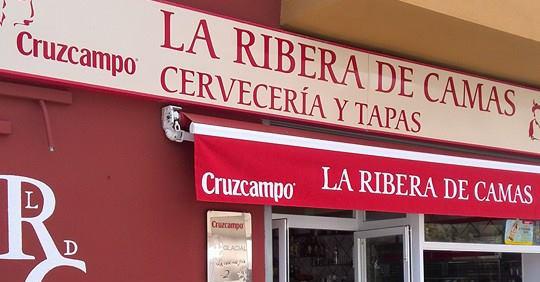 Cruzcampo LA RIBERA DE CAMAS
CERVECERÍA Y TAPAS
Cruzcampo LA RIBERA DE CAMAS
L
R D
C
Cruzcampo
GLACIAL